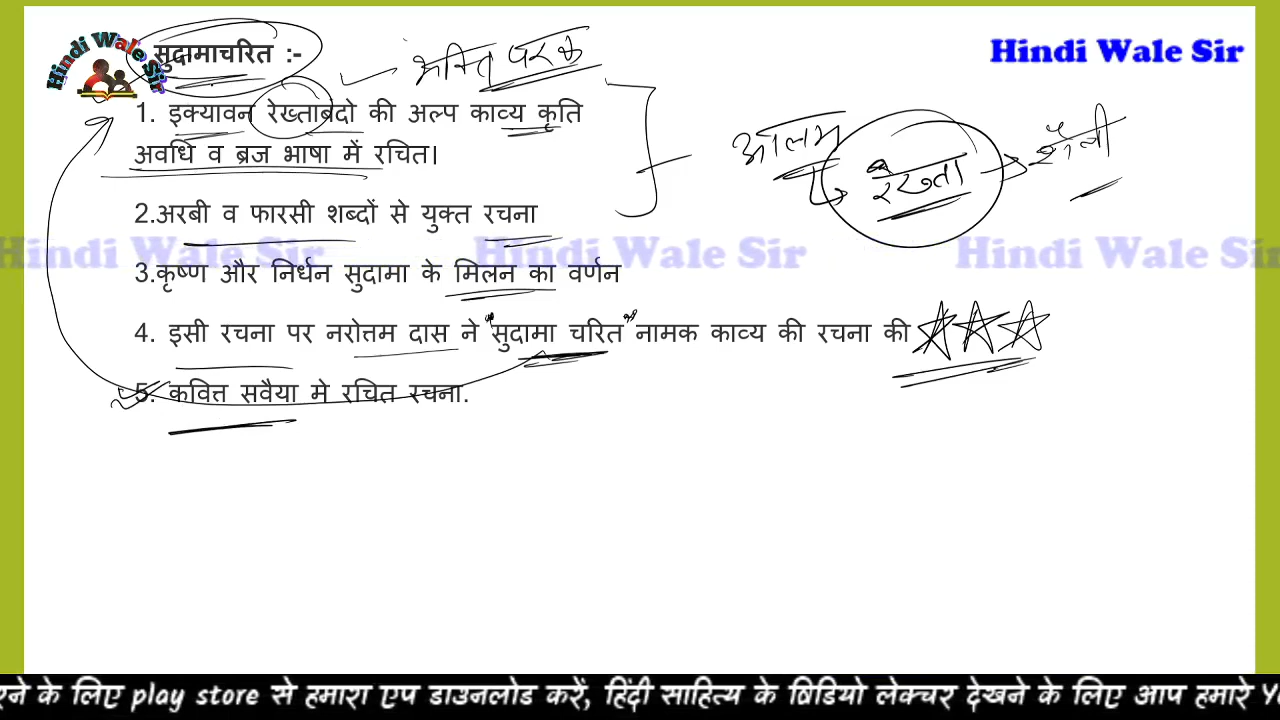 Hindi Wale Sir
सुदामाचरित :-
भक्ति परक
Hindi Wale Sir
1. इक्यावन रेख्ताबंदो की अल्प काव्य कृति
अवधि व ब्रज भाषा में रचित।
आलम
रेख्ता
शैली
2.अरबी व फारसी शब्दों से युक्त रचना
Hindi Wale Sir Hindi Wale Sir Hindi Wale Sir
3.कृष्ण और निर्धन सुदामा के मिलन का वर्णन
4. इसी रचना पर नरोत्तम दास ने "सुदामा चरित" नामक काव्य की रचना की
5. कवित्त सवैया मे रचित रचना.
रने के लिए play store से हमारा एप डाउनलोड करें, हिंदी साहित्य के विडियो लेक्चर देखने के लिए आप हमारे Y